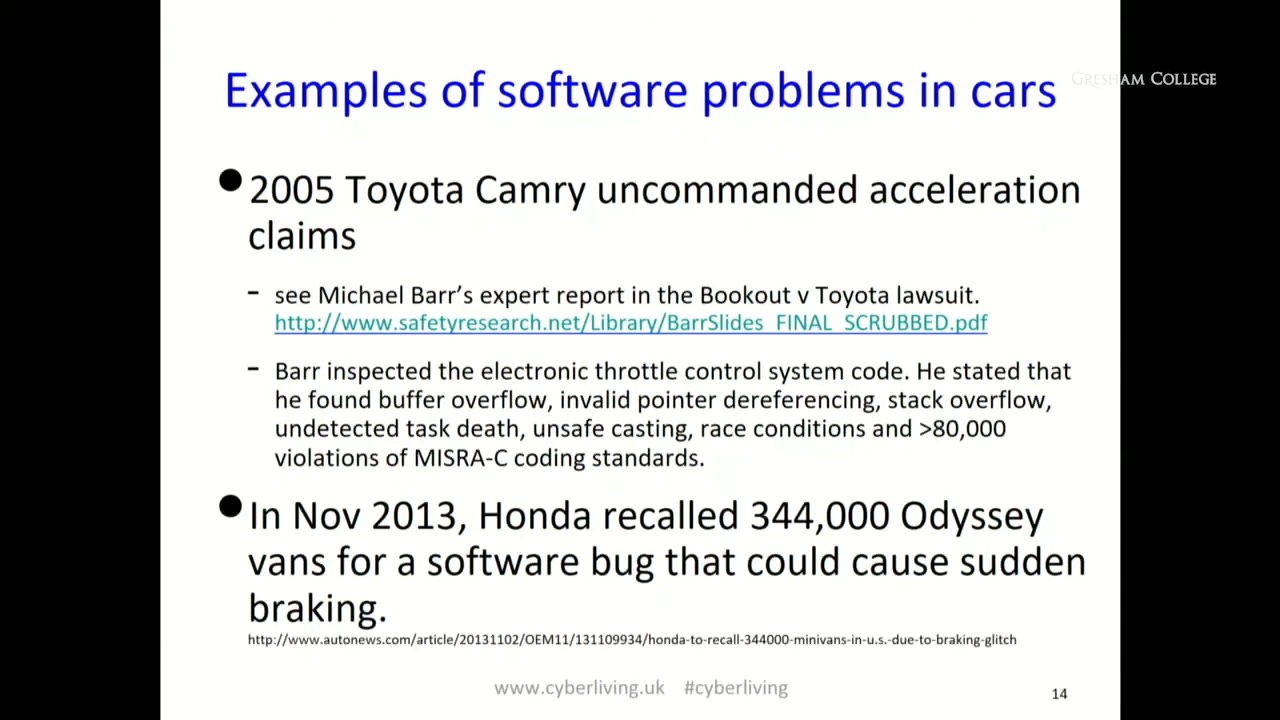 Examples of software problems in cars
GRESHAM COLLEGE
● 2005 Toyota Camry uncommanded acceleration
claims
– see Michael Barr’s expert report in the Bookout v Toyota lawsuit.
http://www.safetyresearch.net/Library/BarrSlides_FINAL_SCRUBBED.pdf
– Barr inspected the electronic throttle control system code. He stated that
he found buffer overflow, invalid pointer dereferencing, stack overflow,
undetected task death, unsafe casting, race conditions and >80,000
violations of MISRA-C coding standards.
● In Nov 2013, Honda recalled 344,000 Odyssey
vans for a software bug that could cause sudden
braking.
http://www.autonews.com/article/20131102/OEM11/131109934/honda-to-recall-344000-minivans-in-u.s.-due-to-braking-glitch
www.cyberliving.uk #cyberliving
14